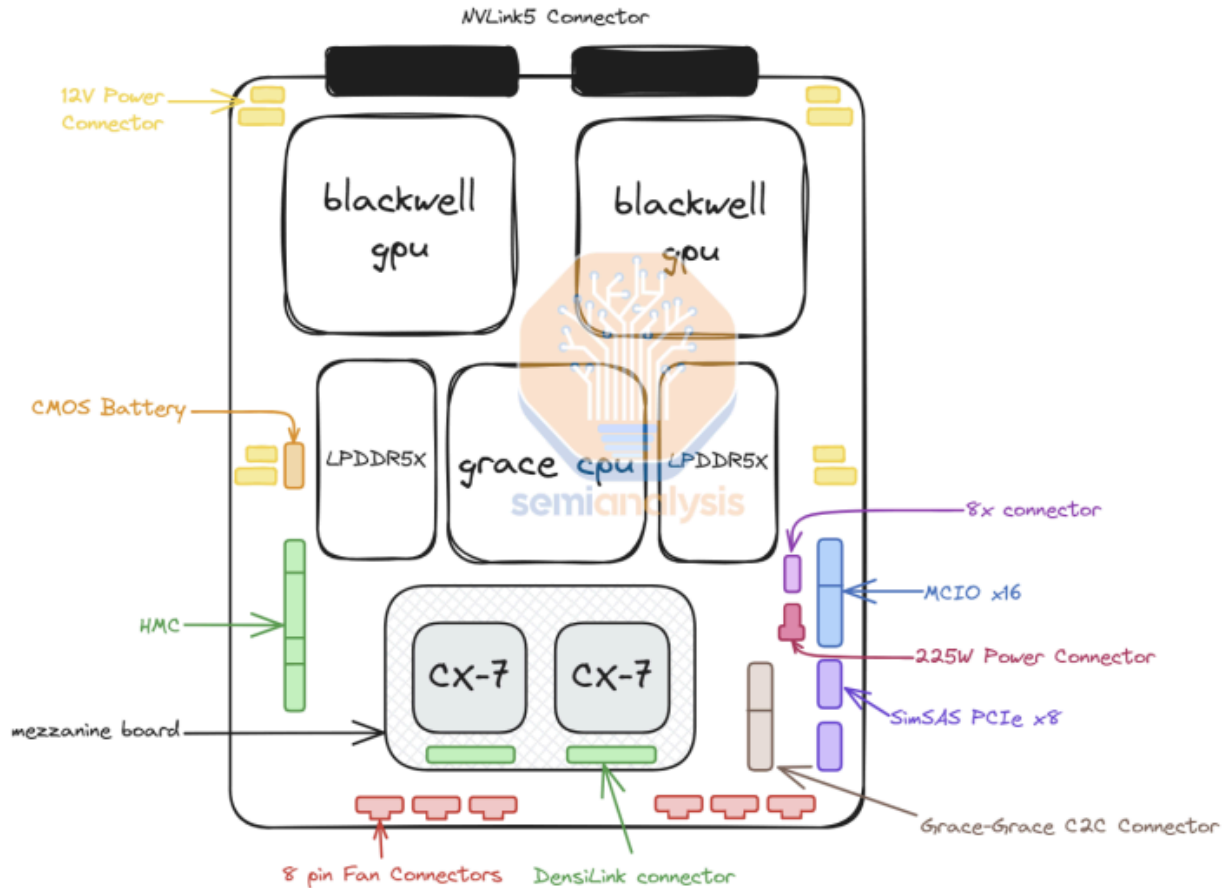 NVLink5 Connector
12V Power
Connector
blackwell
gpu
blackwell
gpu
CMOS Battery
LPDDR5X
grace cpu
LPDDR5X
semianalysis
8x connector
MCIO x16
HMC
225W Power Connector
CX-7
CX-7
SimSAS PCIe x8
mezzanine board
Grace-Grace C2C Connector
8 pin Fan Connectors
DensiLink connector